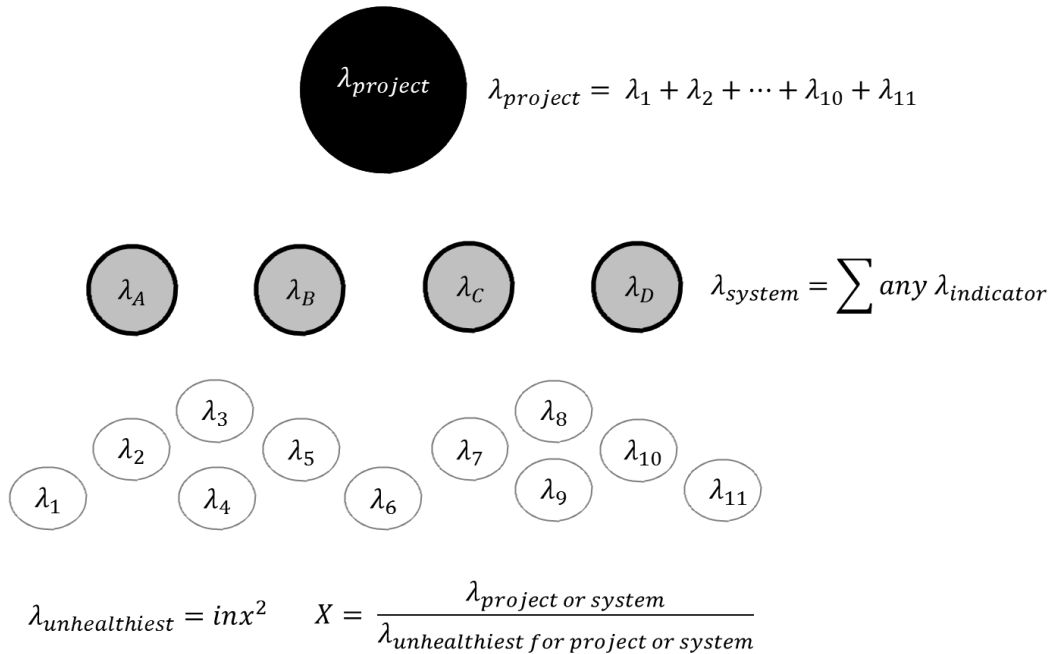 λ_project λ_project = λ_1 + λ_2 + ⋯ + λ_10 + λ_11
λ_A λ_B λ_C λ_D λ_system = ∑ any λ_indicator
λ_3 λ_8
λ_2 λ_5 λ_7 λ_10
λ_1 λ_4 λ_6 λ_9 λ_11
λ_unhealthiest = inx^2 X = λ_project or system / λ_unhealthiest for project or system